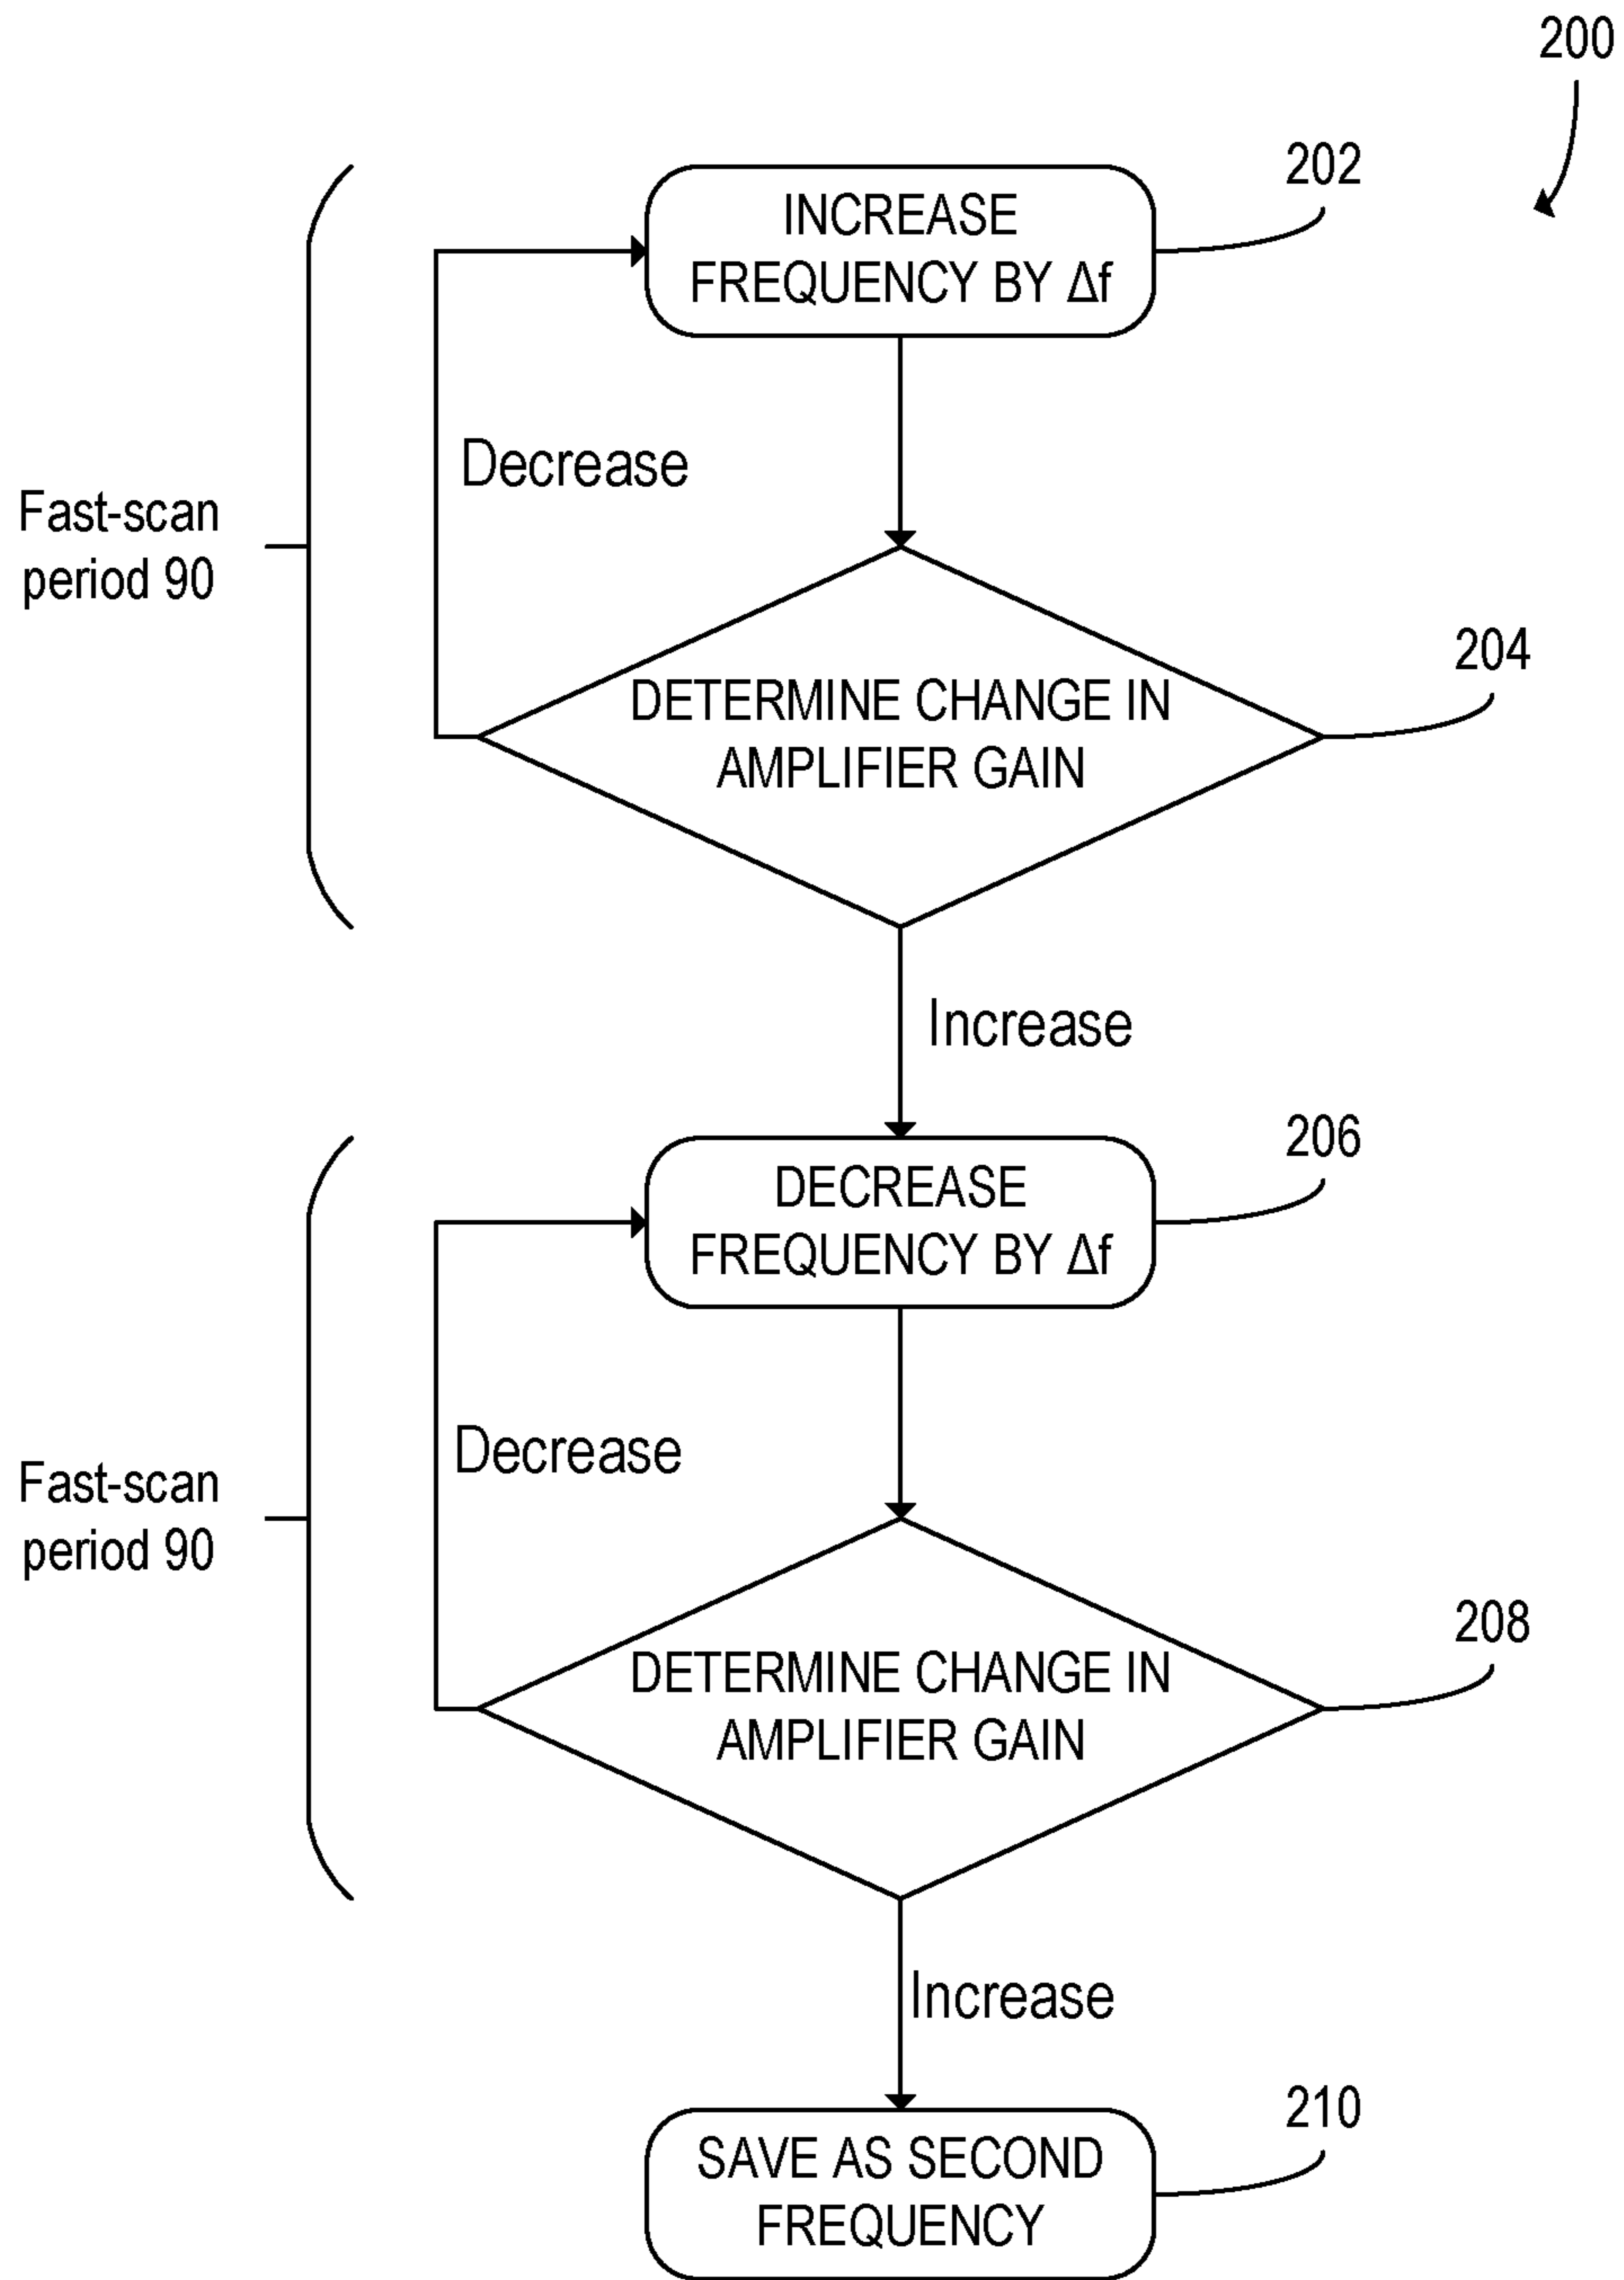 200
202
INCREASE
FREQUENCY BY Δf
Decrease
Fast-scan
period 90
204
DETERMINE CHANGE IN
AMPLIFIER GAIN
Increase
206
DECREASE
FREQUENCY BY Δf
Decrease
Fast-scan
period 90
208
DETERMINE CHANGE IN
AMPLIFIER GAIN
Increase
210
SAVE AS SECOND
FREQUENCY